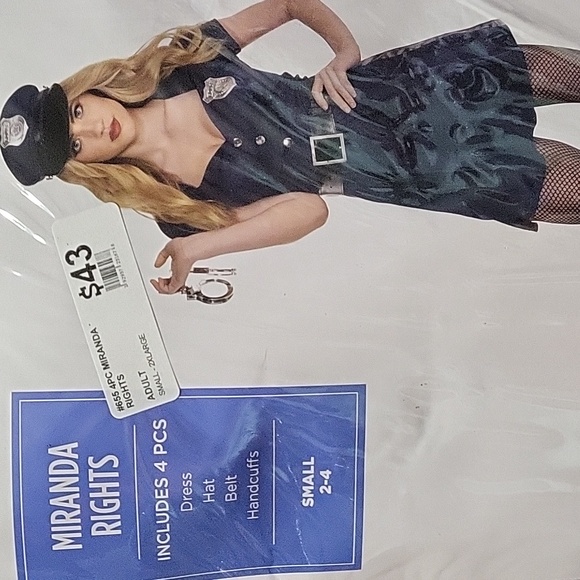 $43
#655 4PC MIRANDA
RIGHTS
ADULT
SMALL - 2XLARGE
MIRANDA
RIGHTS
INCLUDES 4 PCS
Dress
Hat
Belt
Handcuffs
SMALL
2-4